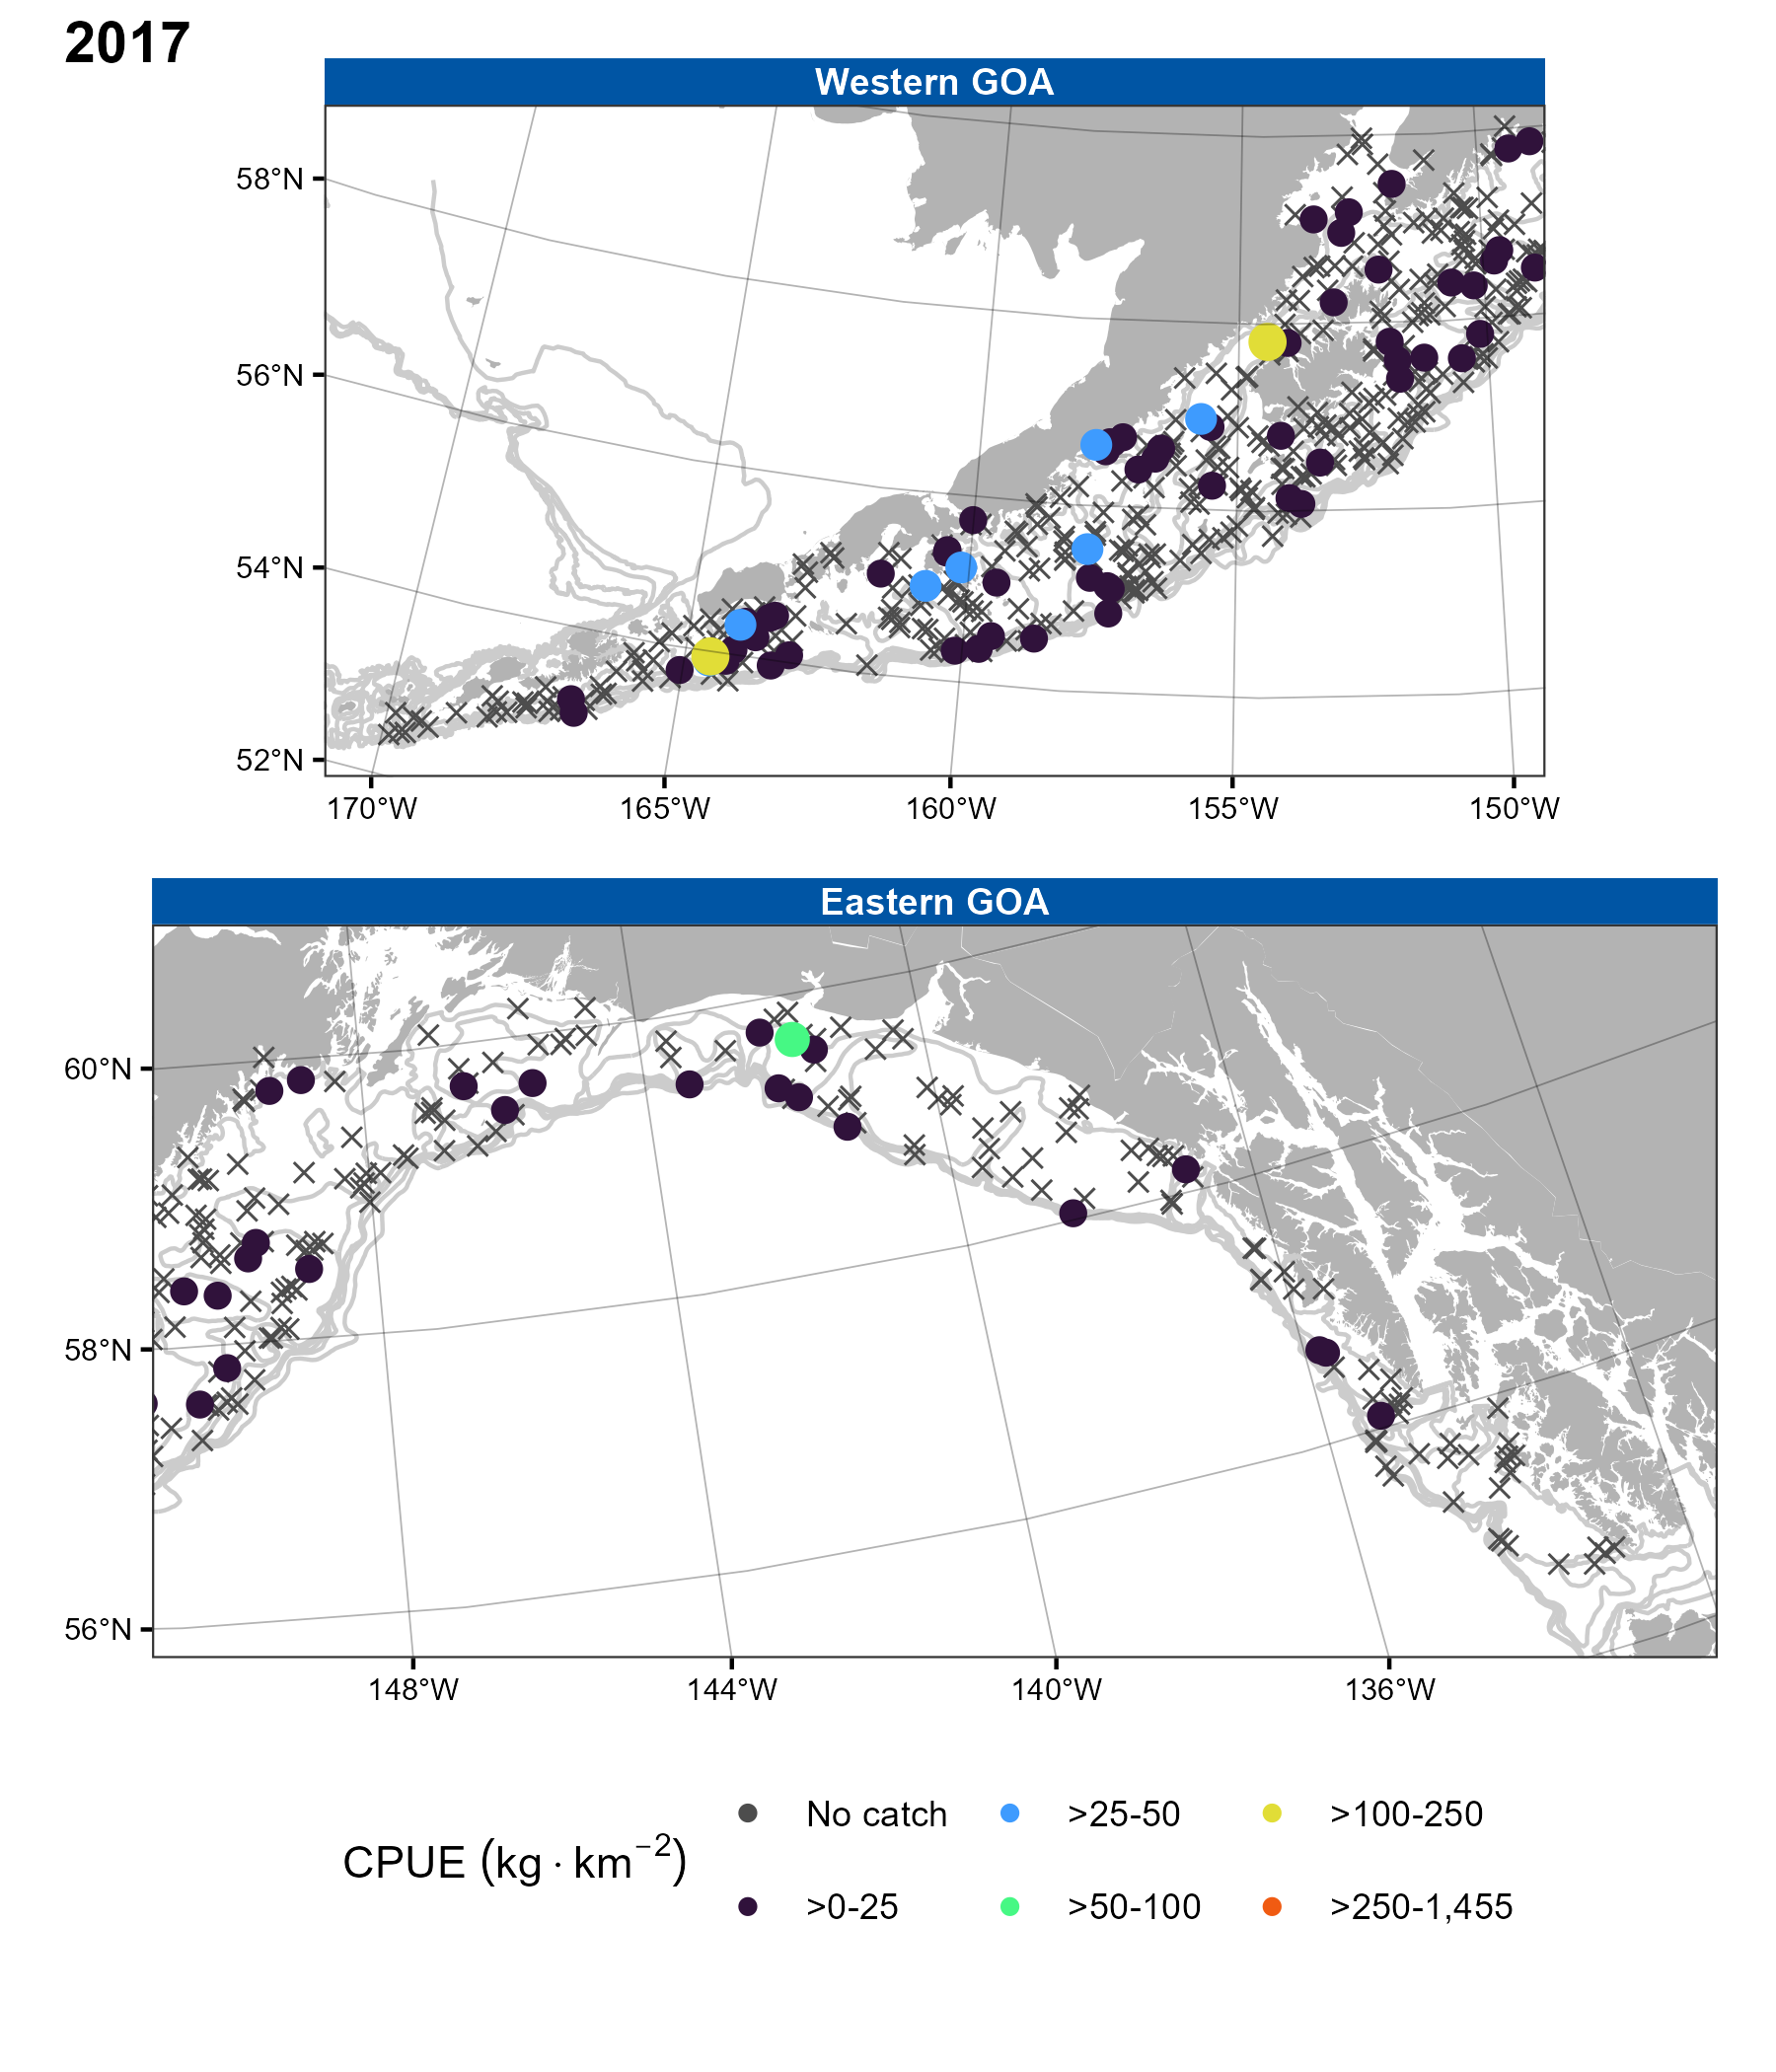 2017
Western GOA
58°N
56°N
54°N
52°N
170°W 165°W 160°W 155°W 150°W
Eastern GOA
60°N
58°N
56°N
148°W 144°W 140°W 136°W
CPUE (kg · km⁻²)
No catch >25-50 >100-250
>0-25 >50-100 >250-1,455